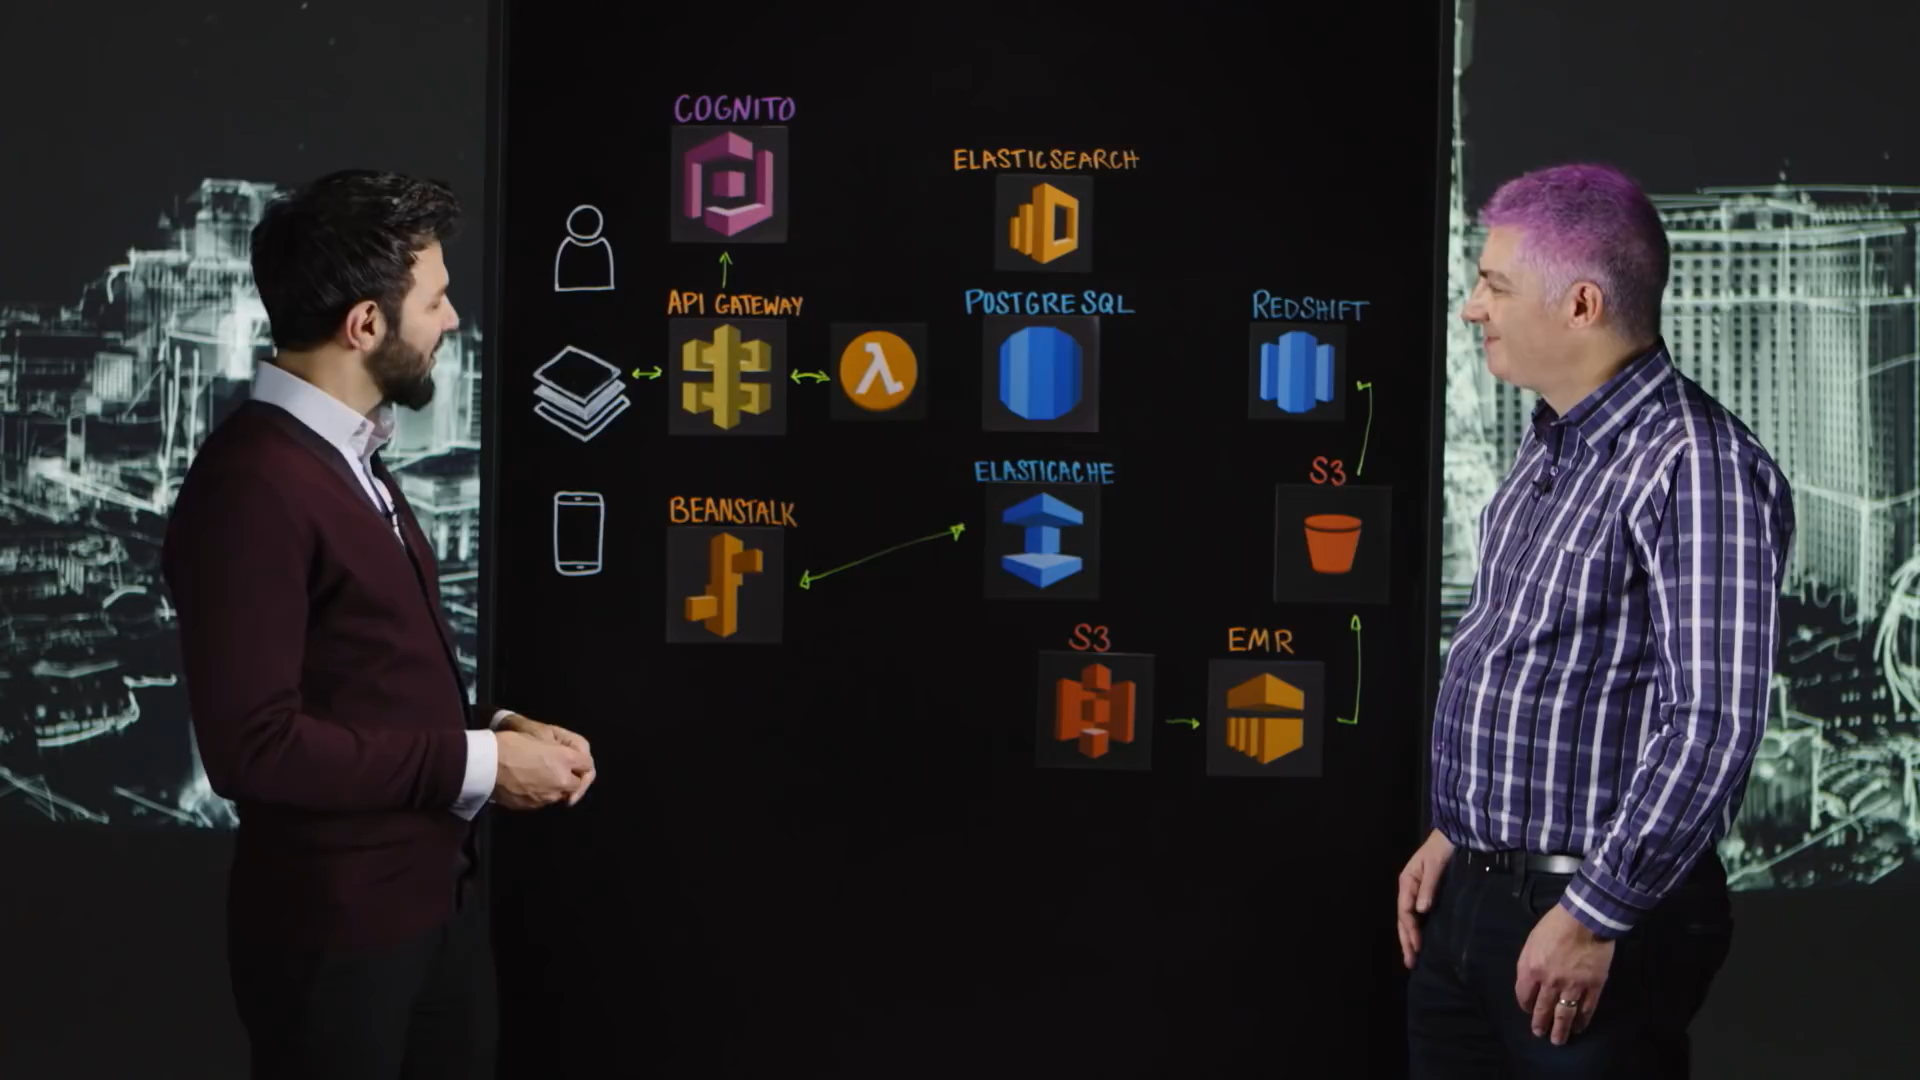 COGNITO
ELASTICSEARCH
API GATEWAY
λ
POSTGRESQL
REDSHIFT
ELASTICACHE
S3
BEANSTALK
S3
EMR